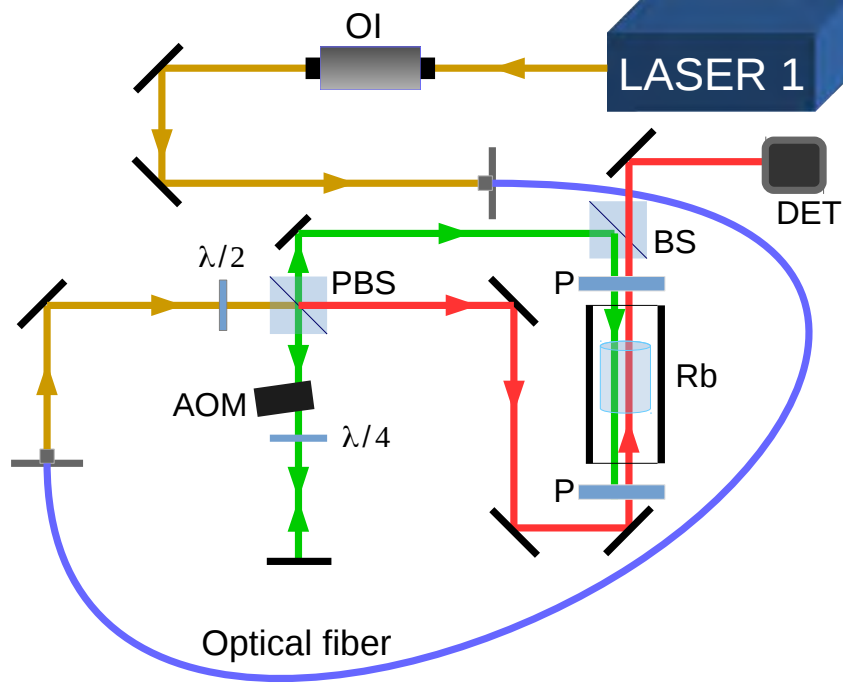 OI
LASER 1
DET
BS
λ/2
PBS
P
Rb
AOM
λ/4
P
Optical fiber